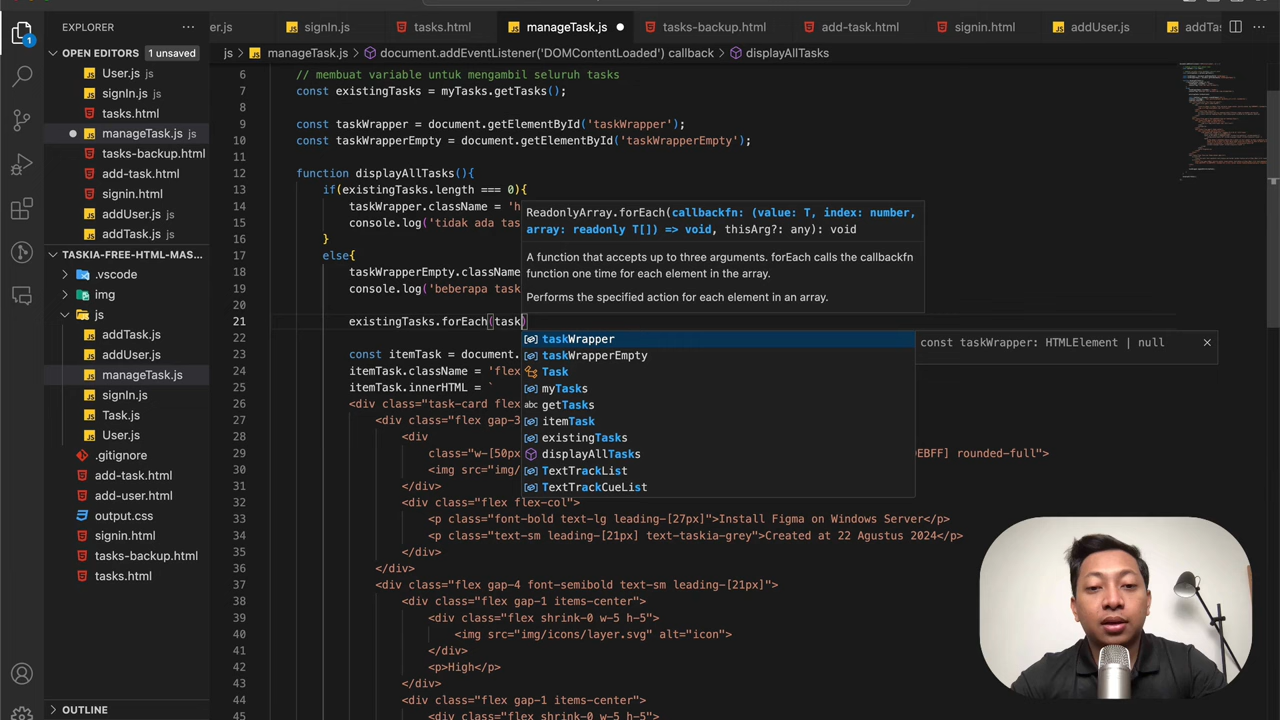 EXPLORER
OPEN EDITORS 1 unsaved
User.js js
signIn.js js
tasks.html
manageTask.js js
tasks-backup.html
add-task.html
signin.html
addUser.js js
addTask.js js
TASKIA-FREE-HTML-MAS...
.vscode
img
js
addTask.js
addUser.js
manageTask.js
signIn.js
Task.js
User.js
.gitignore
add-task.html
add-user.html
output.css
signin.html
tasks-backup.html
tasks.html
OUTLINE
er.js signIn.js tasks.html manageTask.js tasks-backup.html add-task.html signin.html addUser.js addTas
js > manageTask.js > document.addEventListener('DOMContentLoaded') callback > displayAllTasks
6 // membuat variable untuk mengambil seluruh tasks
7 const existingTasks = myTasks.getTasks();
8
9 const taskWrapper = document.getElementById('taskWrapper');
10 const taskWrapperEmpty = document.getElementById('taskWrapperEmpty');
11
12 function displayAllTasks(){
13 if(existingTasks.length === 0){
14 taskWrapper.className = 'h
15 console.log('tidak ada tas
16 }
17 else{
18 taskWrapperEmpty.className
19 console.log('beberapa task
20
21 existingTasks.forEach(task)
22
23 const itemTask = document.
24 itemTask.className = 'flex
25 itemTask.innerHTML = `
26 <div class="task-card flex
27 <div class="flex gap-3
28 <div
29 class="w-[50px DEBFF] rounded-full">
30 <img src="img/
31 </div>
32 <div class="flex flex-col">
33 <p class="font-bold text-lg leading-[27px]">Install Figma on Windows Server</p>
34 <p class="text-sm leading-[21px] text-taskia-grey">Created at 22 Agustus 2024</p>
35 </div>
36 </div>
37 <div class="flex gap-4 font-semibold text-sm leading-[21px]">
38 <div class="flex gap-1 items-center">
39 <div class="flex shrink-0 w-5 h-5">
40 <img src="img/icons/layer.svg" alt="icon">
41 </div>
42 <p>High</p>
43 </div>
44 <div class="flex gap-1 items-center">
45 <div class="flex shrink-0 w-5 h-5">
ReadonlyArray.forEach(callbackfn: (value: T, index: number,
array: readonly T[]) => void, thisArg?: any): void
A function that accepts up to three arguments. forEach calls the callbackfn
function one time for each element in the array.
Performs the specified action for each element in an array.
taskWrapper
taskWrapperEmpty
Task
myTasks
abc getTasks
itemTask
existingTasks
displayAllTasks
TextTrackList
TextTrackCueList
const taskWrapper: HTMLElement | null